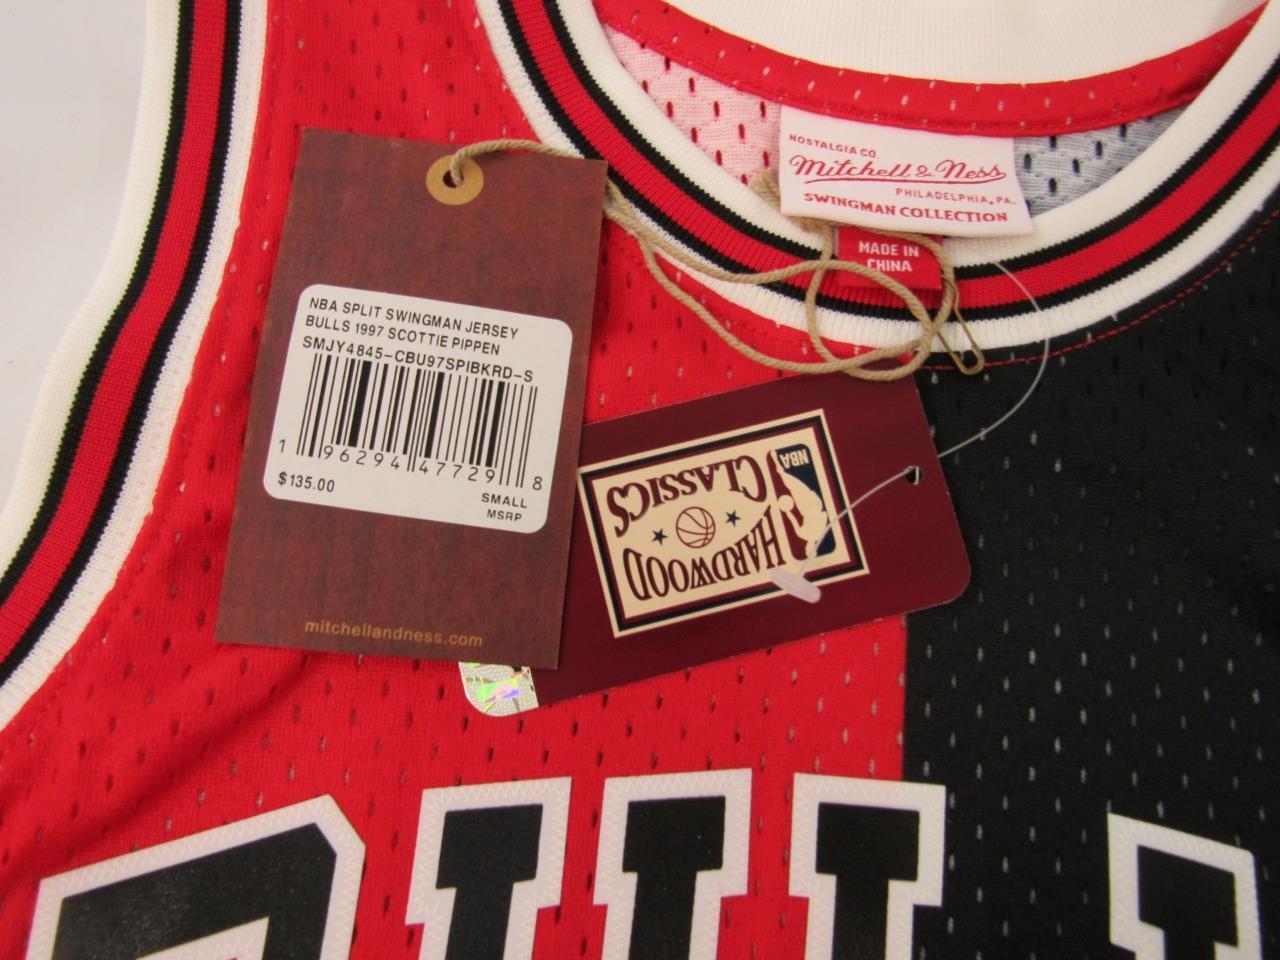 NOSTALGIA CO.
Mitchell & Ness
PHILADELPHIA, PA.
SWINGMAN COLLECTION
MADE IN
CHINA
NBA SPLIT SWINGMAN JERSEY
BULLS 1997 SCOTTIE PIPPEN
SMJY4845-CBU97SPIBKRD-S
1 96294 47729 8
$135.00
SMALL
MSRP
mitchellandness.com
HARDWOOD
CLASSICS
NBA
BULL